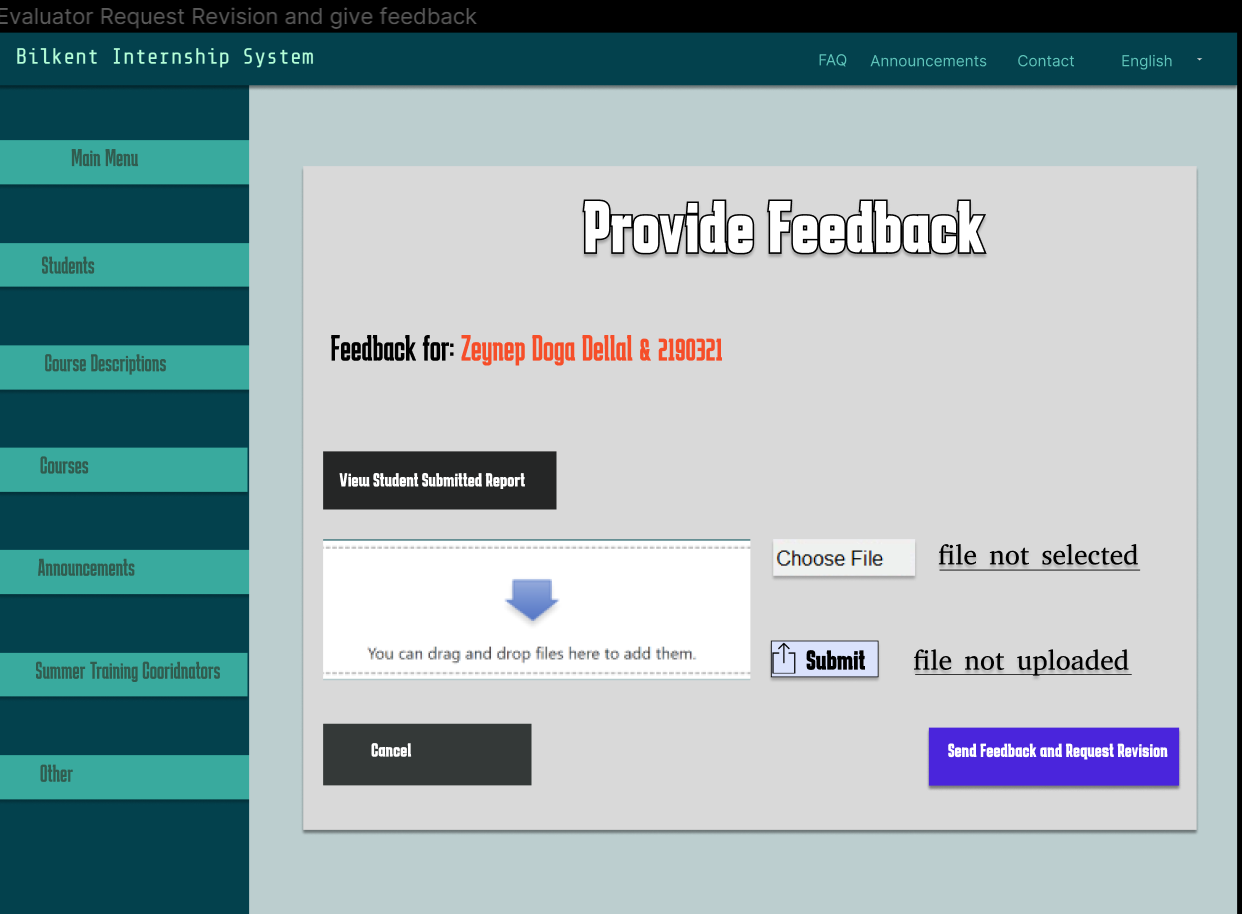 Evaluator Request Revision and give feedback
Bilkent Internship System
FAQ Announcements Contact English
Main Menu
Students
Course Descriptions
Courses
Announcements
Summer Training Cooridnators
Other
Provide Feedback
Feedback for: Zeynep Doga Dellal & 2190321
View Student Submitted Report
You can drag and drop files here to add them.
Choose File file not selected
Submit file not uploaded
Cancel
Send Feedback and Request Revision